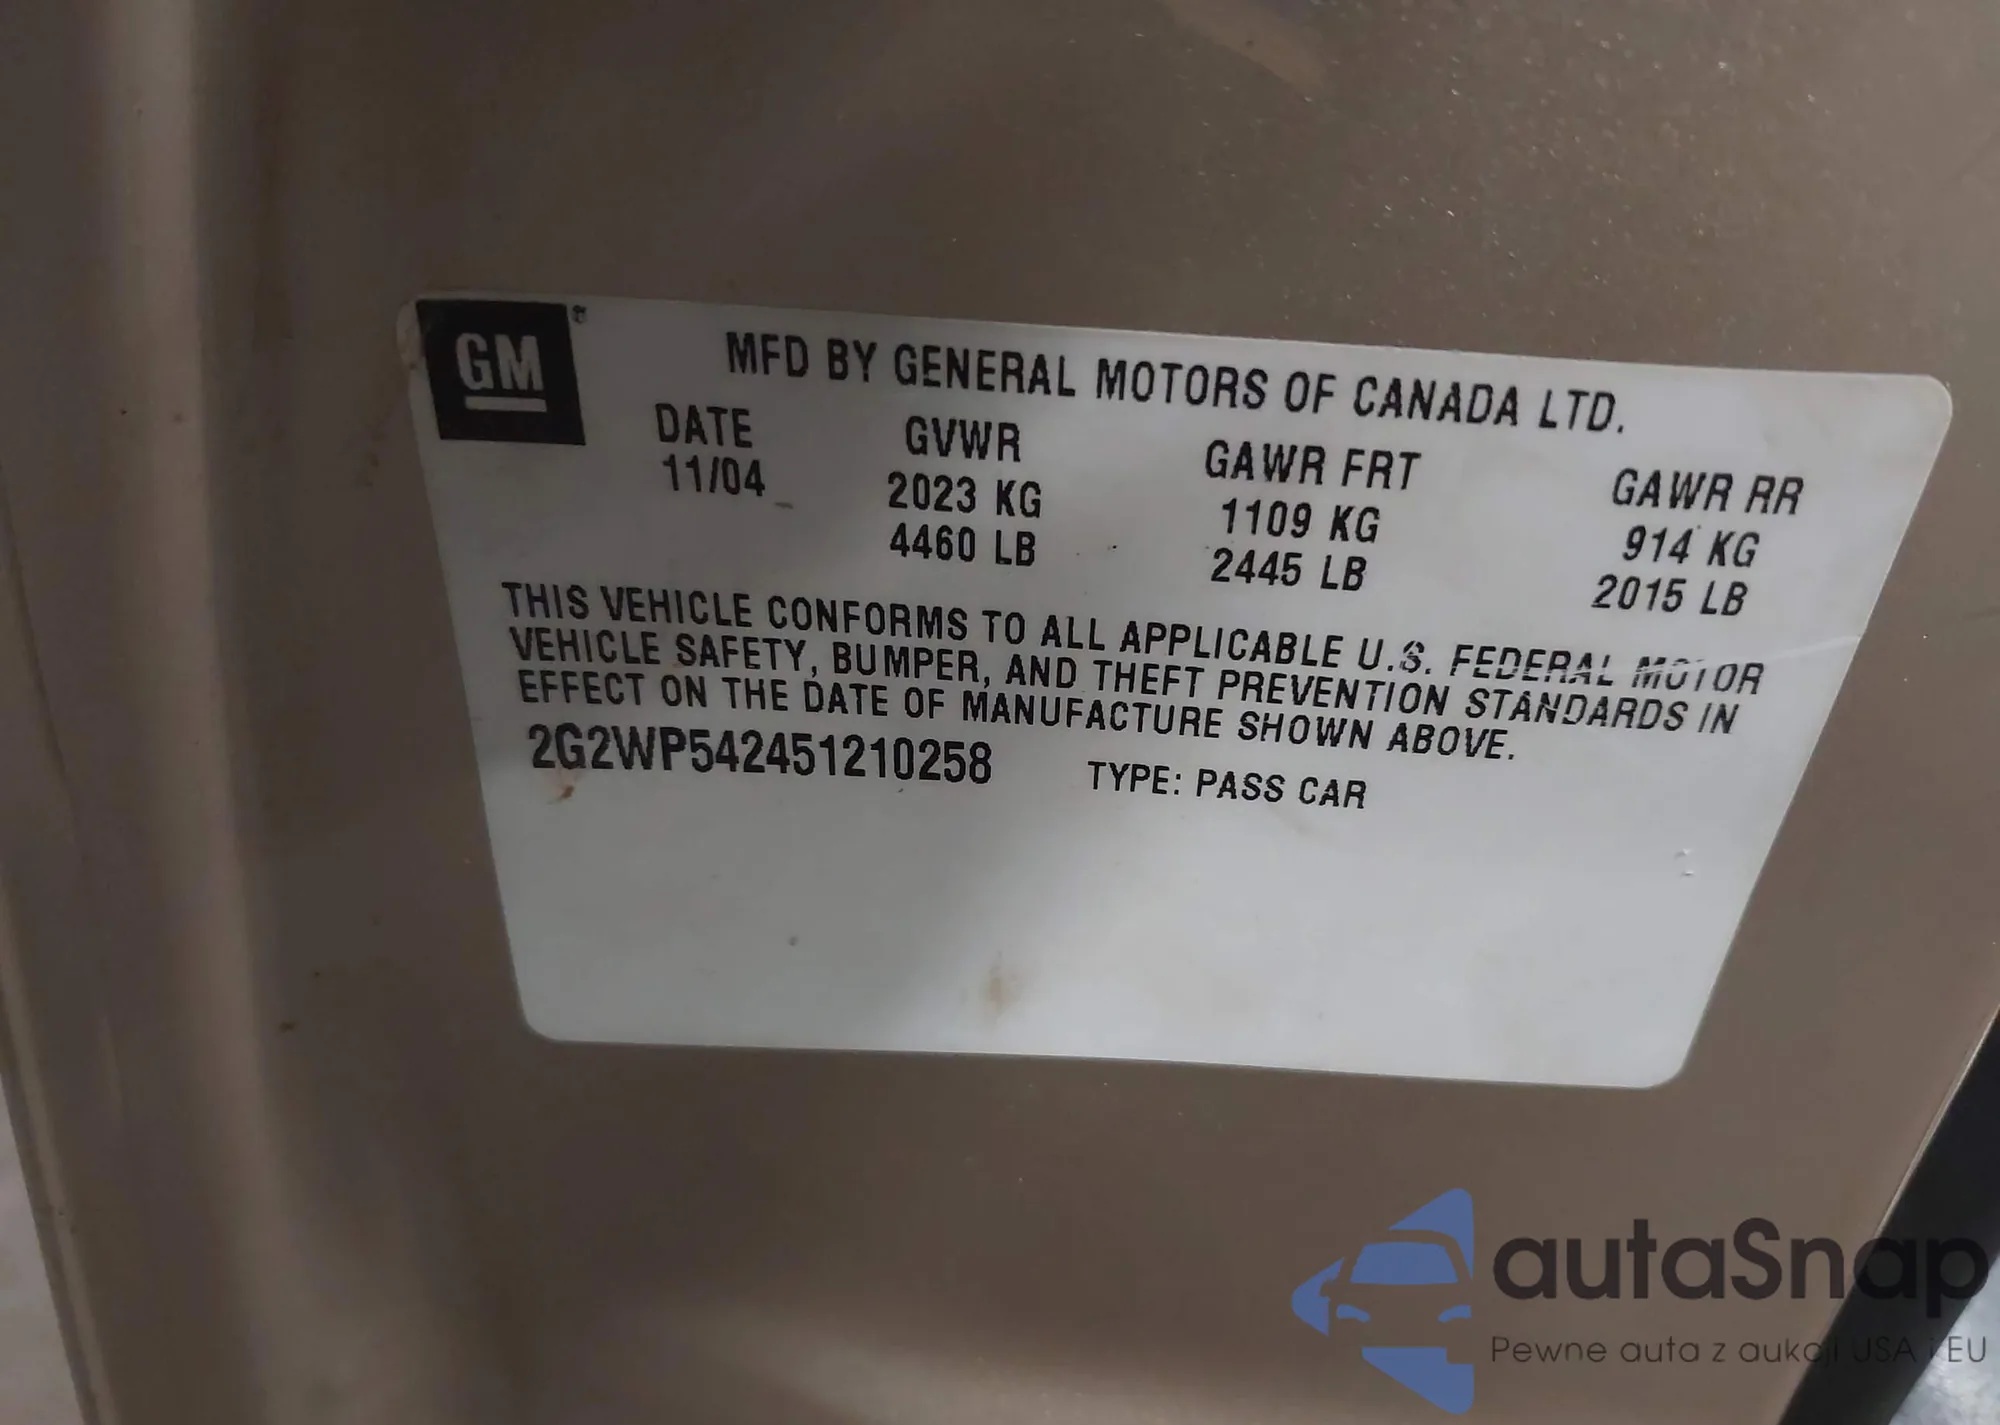 GM
MFD BY GENERAL MOTORS OF CANADA LTD.
DATE GVWR GAWR FRT GAWR RR
11/04 2023 KG 1109 KG 914 KG
4460 LB 2445 LB 2015 LB
THIS VEHICLE CONFORMS TO ALL APPLICABLE U.S. FEDERAL MOTOR
VEHICLE SAFETY, BUMPER, AND THEFT PREVENTION STANDARDS IN
EFFECT ON THE DATE OF MANUFACTURE SHOWN ABOVE.
2G2WP542451210258 TYPE: PASS CAR
autaSnap
Pewne auta z aukcji USA i EU